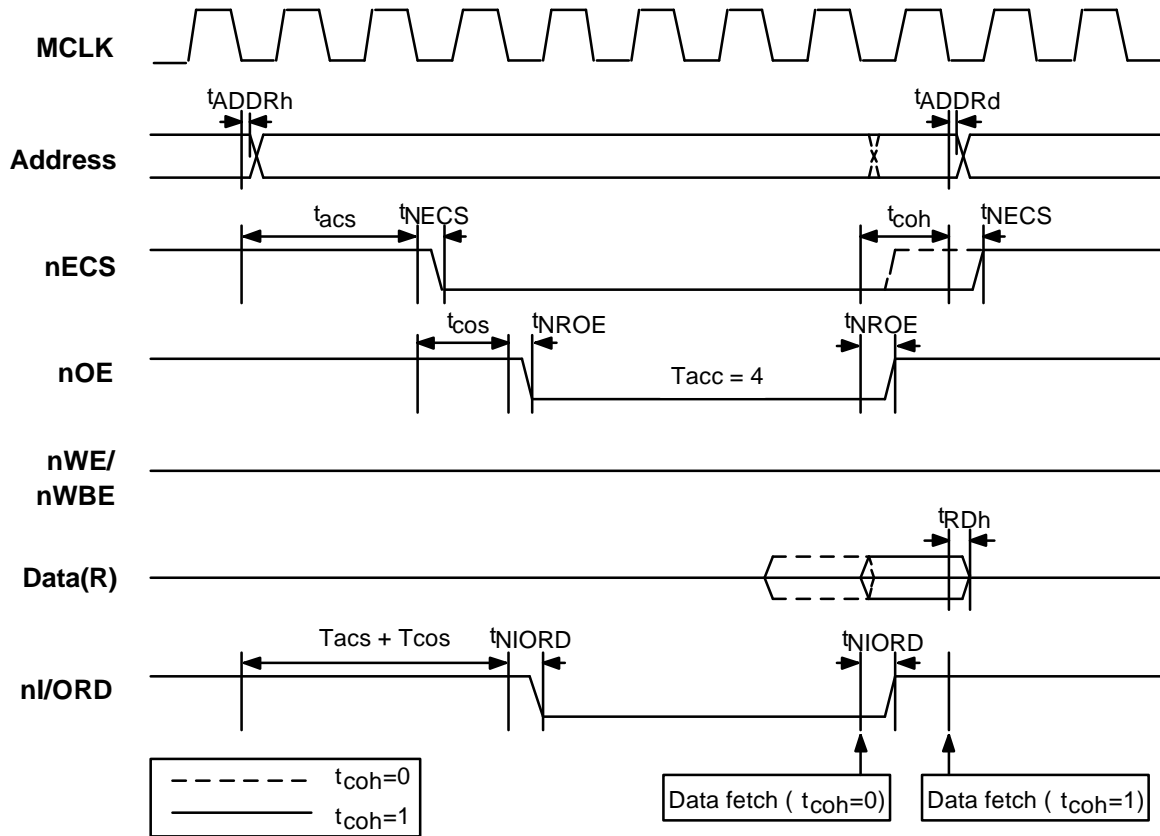 MCLK
tADDRh
tADDRd
Address
tacs
tNECS
tcoh
tNECS
nECS
tcos
tNROE
tNROE
nOE
Tacc = 4
nWE/
nWBE
tRDh
Data(R)
Tacs + Tcos
tNIORD
tNIORD
nI/ORD
tcoh=0
tcoh=1
Data fetch ( tcoh=0)
Data fetch ( tcoh=1)